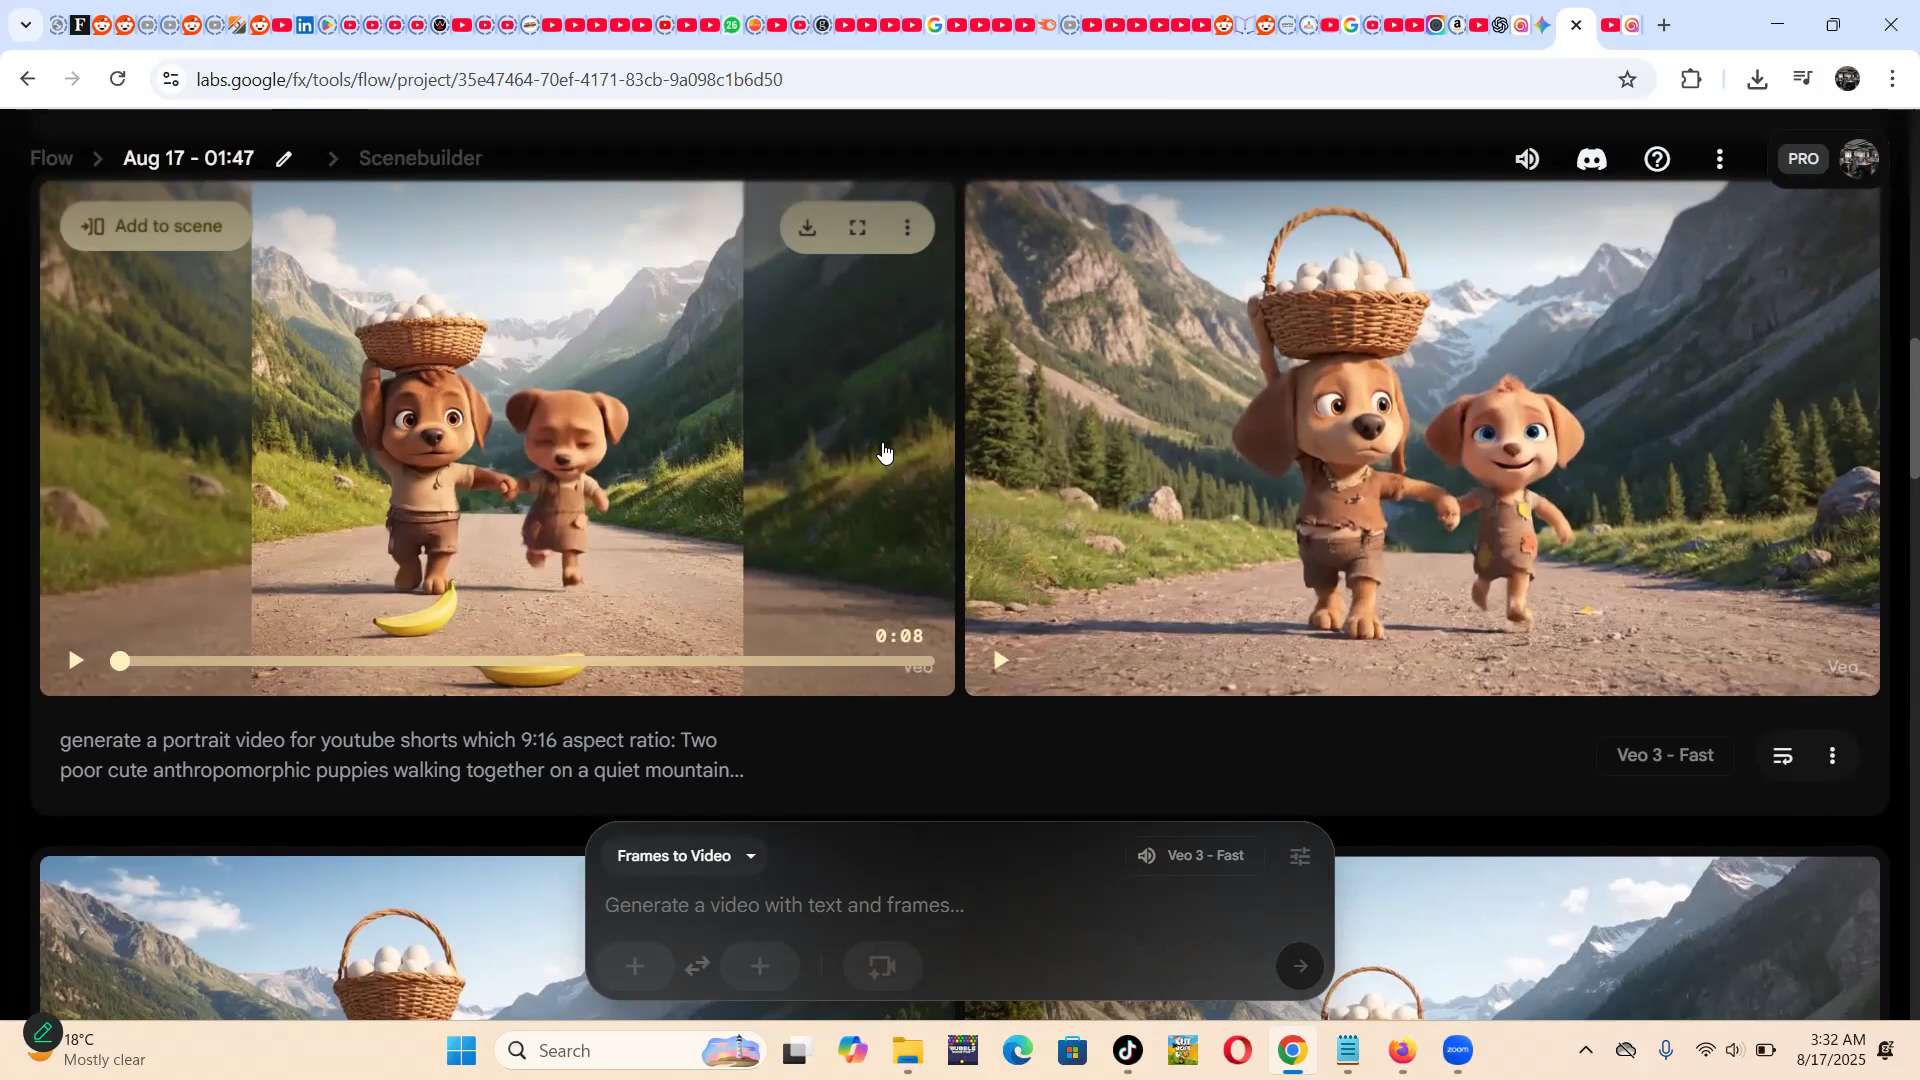 labs.google/fx/tools/flow/project/35e47464-70ef-4171-83cb-9a098c1b6d50
Flow
Aug 17 - 01:47
Scenebuilder
PRO
Add to scene
0:08
Veo
Veo
generate a portrait video for youtube shorts which 9:16 aspect ratio: Two
poor cute anthropomorphic puppies walking together on a quiet mountain...
Veo 3 - Fast
Frames to Video
Veo 3 - Fast
Generate a video with text and frames...
18°C
Mostly clear
Search
zoom
3:32 AM
8/17/2025